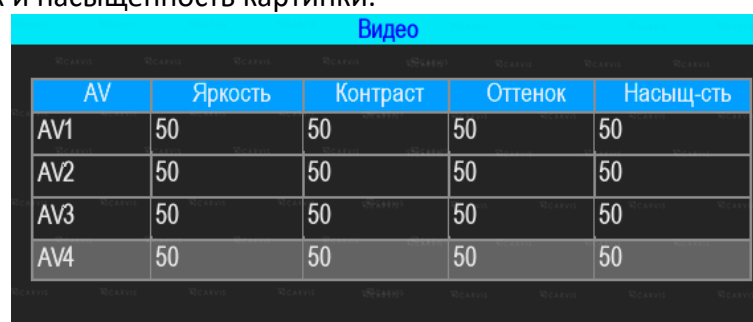 к и насыщенность картинки.
Видео
AV Яркость Контраст Оттенок Насыщ-сть
AV1 50 50 50 50
AV2 50 50 50 50
AV3 50 50 50 50
AV4 50 50 50 50